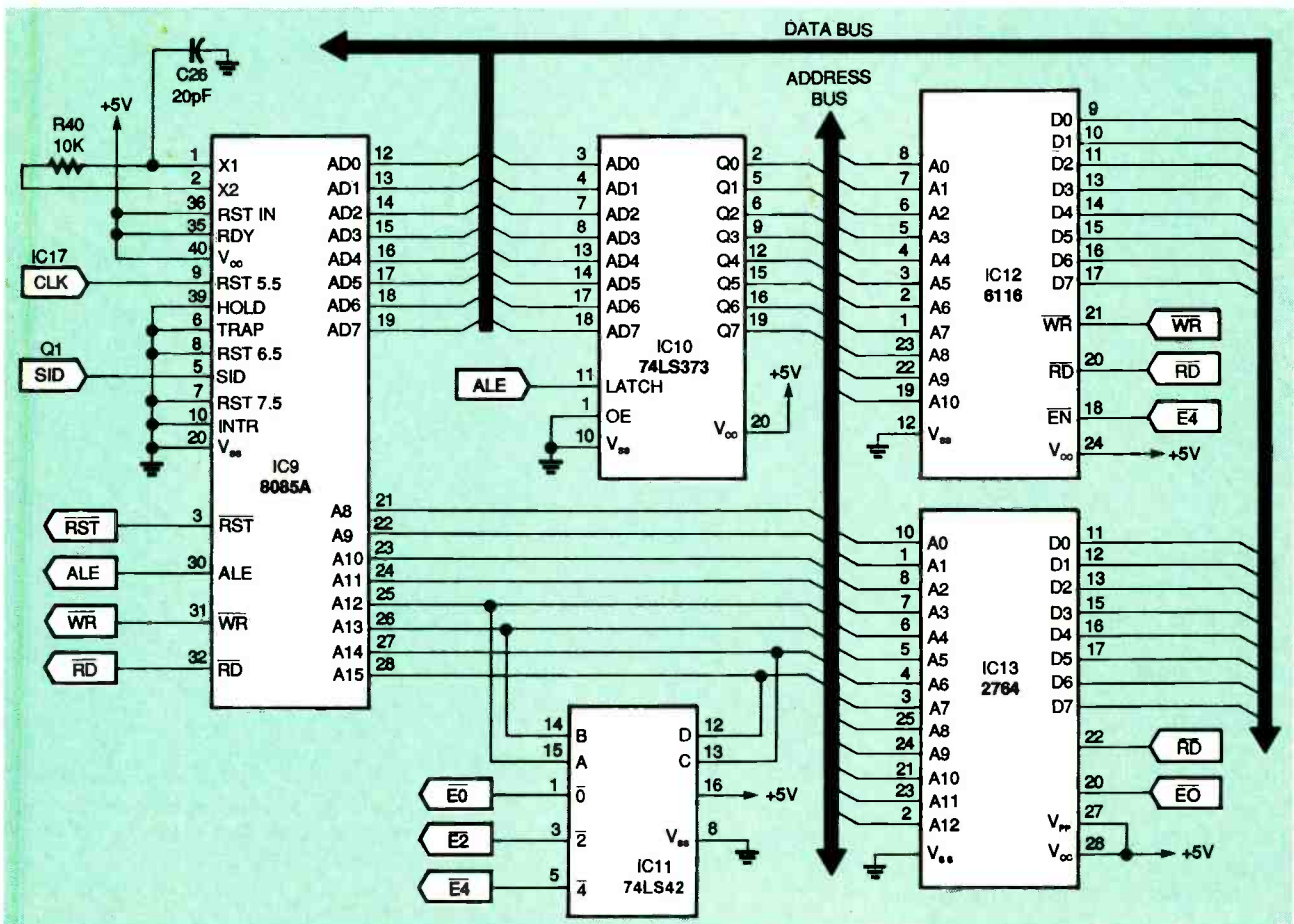 DATA BUS
ADDRESS
BUS
C26
20pF
+5V
R40
10K
1 X1
2 X2
36 RST IN
35 RDY
40 Vcc
IC17
CLK
9 RST 5.5
39 HOLD
6 TRAP
8 RST 6.5
Q1
SID
5 SID
7 RST 7.5
10 INTR
20 Vss
IC9
8085A
RST
3 RST
ALE
30 ALE
WR
31 WR
RD
32 RD
AD0 12
AD1 13
AD2 14
AD3 15
AD4 16
AD5 17
AD6 18
AD7 19
A8 21
A9 22
A10 23
A11 24
A12 25
A13 26
A14 27
A15 28
3 AD0
4 AD1
7 AD2
8 AD3
13 AD4
14 AD5
17 AD6
18 AD7
Q0 2
Q1 5
Q2 6
Q3 9
Q4 12
Q5 15
Q6 16
Q7 19
IC10
74LS373
ALE
11 LATCH
1 OE
10 Vss
Vcc 20
+5V
14 B
15 A
E0
1 0
E2
3 2
E4
5 4
D 12
C 13
16 +5V
Vss 8
IC11
74LS42
8 A0
7 A1
6 A2
5 A3
4 A4
3 A5
2 A6
1 A7
23 A8
22 A9
19 A10
12 Vss
IC12
6116
D0 9
D1 10
D2 11
D3 13
D4 14
D5 15
D6 16
D7 17
WR 21
WR
RD 20
RD
EN 18
E4
Vcc 24
+5V
10 A0
1 A1
8 A2
7 A3
6 A4
5 A5
4 A6
3 A7
25 A8
24 A9
21 A10
23 A11
2 A12
Vss
IC13
2764
D0 11
D1 12
D2 13
D3 15
D4 16
D5 17
D6
D7
22
RD
20
EO
VPP 27
Vcc 28
+5V